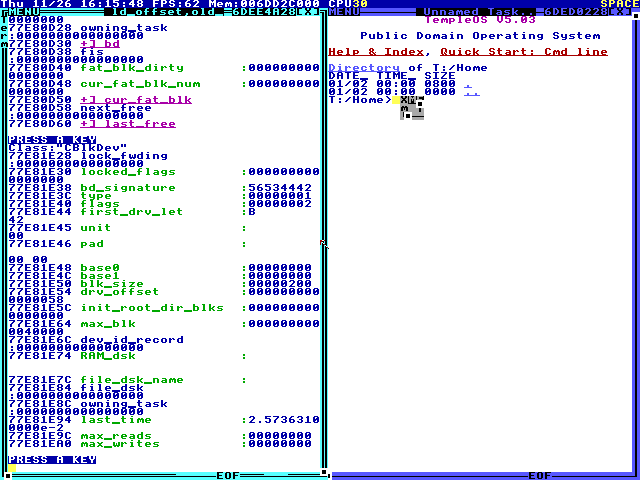 Thu 11/26 16:15:48 FPS:62 Mem:006DD2C000 CPU30 SPACE
MENU ld_offset,old =6DEE4A28[X]
00000000
77E80D28 owning_task
:0000000000000000
77E80D30 +] bd
77E80D38 fis
:0000000000000000
77E80D40 fat_blk_dirty :000000000
0000000
77E80D48 cur_fat_blk_num :000000000
0000000
77E80D50 +] cur_fat_blk
77E80D58 next_free
:0000000000000000
77E80D60 +] last_free
PRESS A KEY
Class:"CBlkDev"
77E81E28 lock_fwding
:0000000000000000
77E81E30 locked_flags :000000000
0000000
77E81E38 bd_signature :56534442
77E81E3C type :00000001
77E81E40 flags :00000002
77E81E44 first_drv_let :B
42
77E81E45 unit :
00
77E81E46 pad :
00 00
77E81E48 base0 :00000000
77E81E4C base1 :00000000
77E81E50 blk_size :00000200
77E81E54 drv_offset :000000000
0000058
77E81E5C init_root_dir_blks :000000000
0000000
77E81E64 max_blk :000000000
0040000
77E81E6C dev_id_record
:0000000000000000
77E81E74 RAM_dsk :
77E81E7C file_dsk_name :
77E81E84 file_dsk
:0000000000000000
77E81E8C owning_task
:0000000000000000
77E81E94 last_time :2.5736310
0000e-2
77E81E9C max_reads :00000000
77E81EA0 max_writes :00000000
PRESS A KEY
EOF
MENU Unnamed Task.. =6DED0228[X]
TempleOS V5.03
Public Domain Operating System
Help & Index, Quick Start: Cmd line
Directory of T:/Home
DATE_ TIME_ SIZE
01/02 00:00 0000 .
01/02 00:00 0000 ..
T:/Home>
EOF